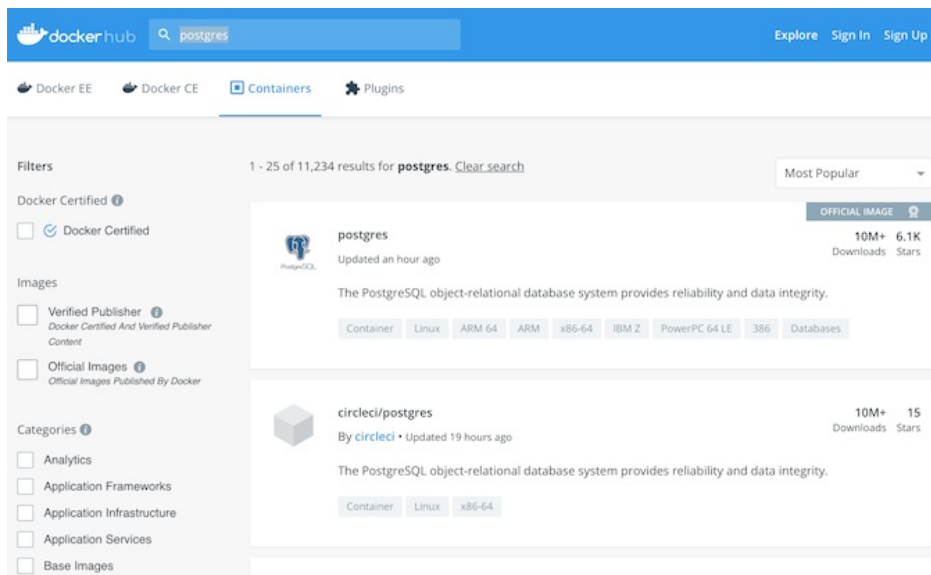 dockerhub postgres Explore Sign In Sign Up
Docker EE Docker CE Containers Plugins
Filters
Docker Certified
Docker Certified
Images
Verified Publisher
Docker Certified And Verified Publisher
Content
Official Images
Official Images Published By Docker
Categories
Analytics
Application Frameworks
Application Infrastructure
Application Services
Base Images
1 - 25 of 11,234 results for postgres. Clear search
Most Popular
OFFICIAL IMAGE
PostgreSQL
postgres
Updated an hour ago
10M+ 6.1K
Downloads Stars
The PostgreSQL object-relational database system provides reliability and data integrity.
Container Linux ARM 64 ARM x86-64 IBM Z PowerPC 64 LE 386 Databases
circleci/postgres
By circleci • Updated 19 hours ago
10M+ 15
Downloads Stars
The PostgreSQL object-relational database system provides reliability and data integrity.
Container Linux x86-64